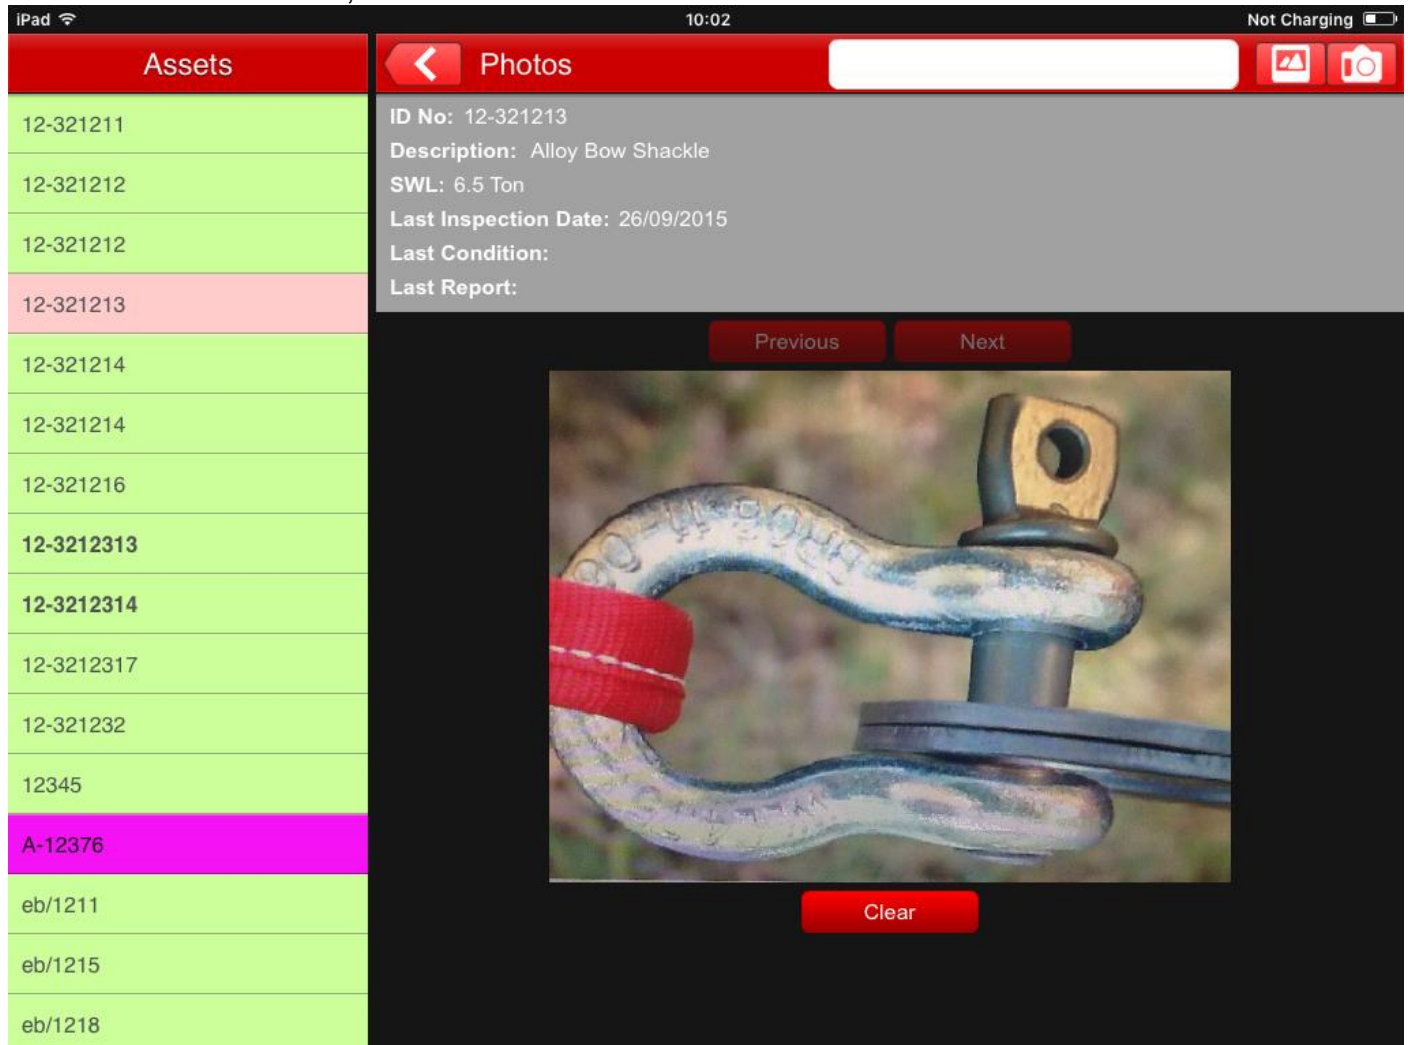 iPad
10:02
Not Charging
Assets
12-321211
12-321212
12-321212
12-321213
12-321214
12-321214
12-321216
12-3212313
12-3212314
12-3212317
12-321232
12345
A-12376
eb/1211
eb/1215
eb/1218
Photos
ID No: 12-321213
Description: Alloy Bow Shackle
SWL: 6.5 Ton
Last Inspection Date: 26/09/2015
Last Condition:
Last Report:
Previous
Next
Clear